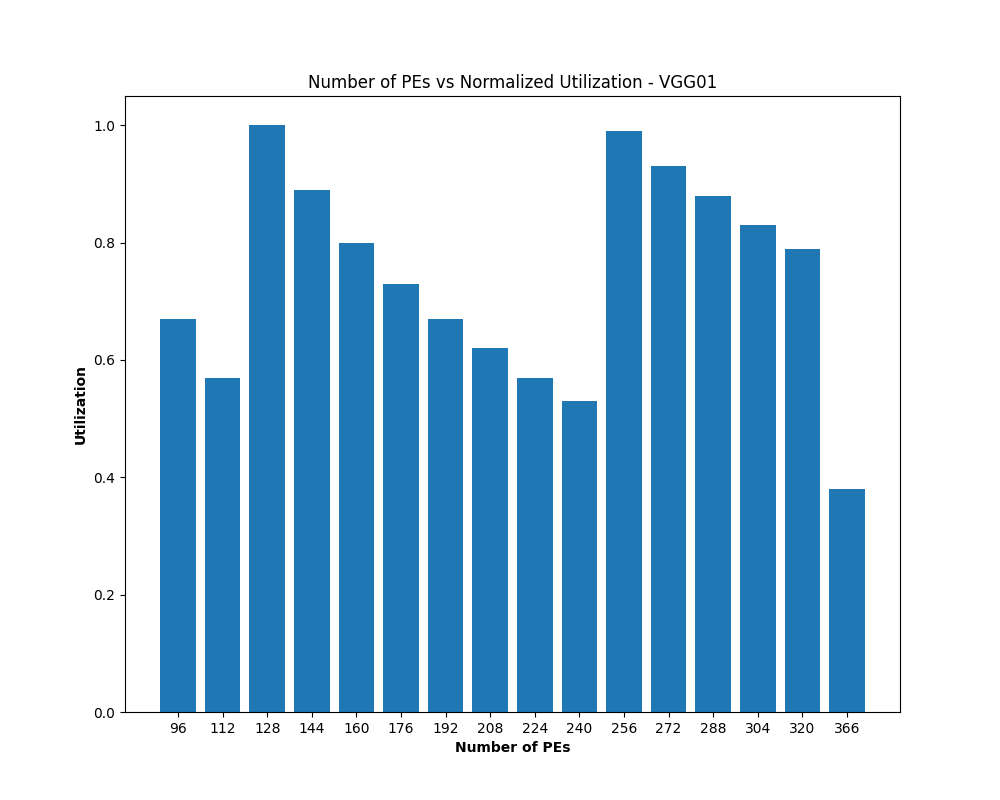 Number of PEs vs Normalized Utilization - VGG01
1.0
0.8
0.6
0.4
0.2
0.0
Utilization
96 112 128 144 160 176 192 208 224 240 256 272 288 304 320 366
Number of PEs